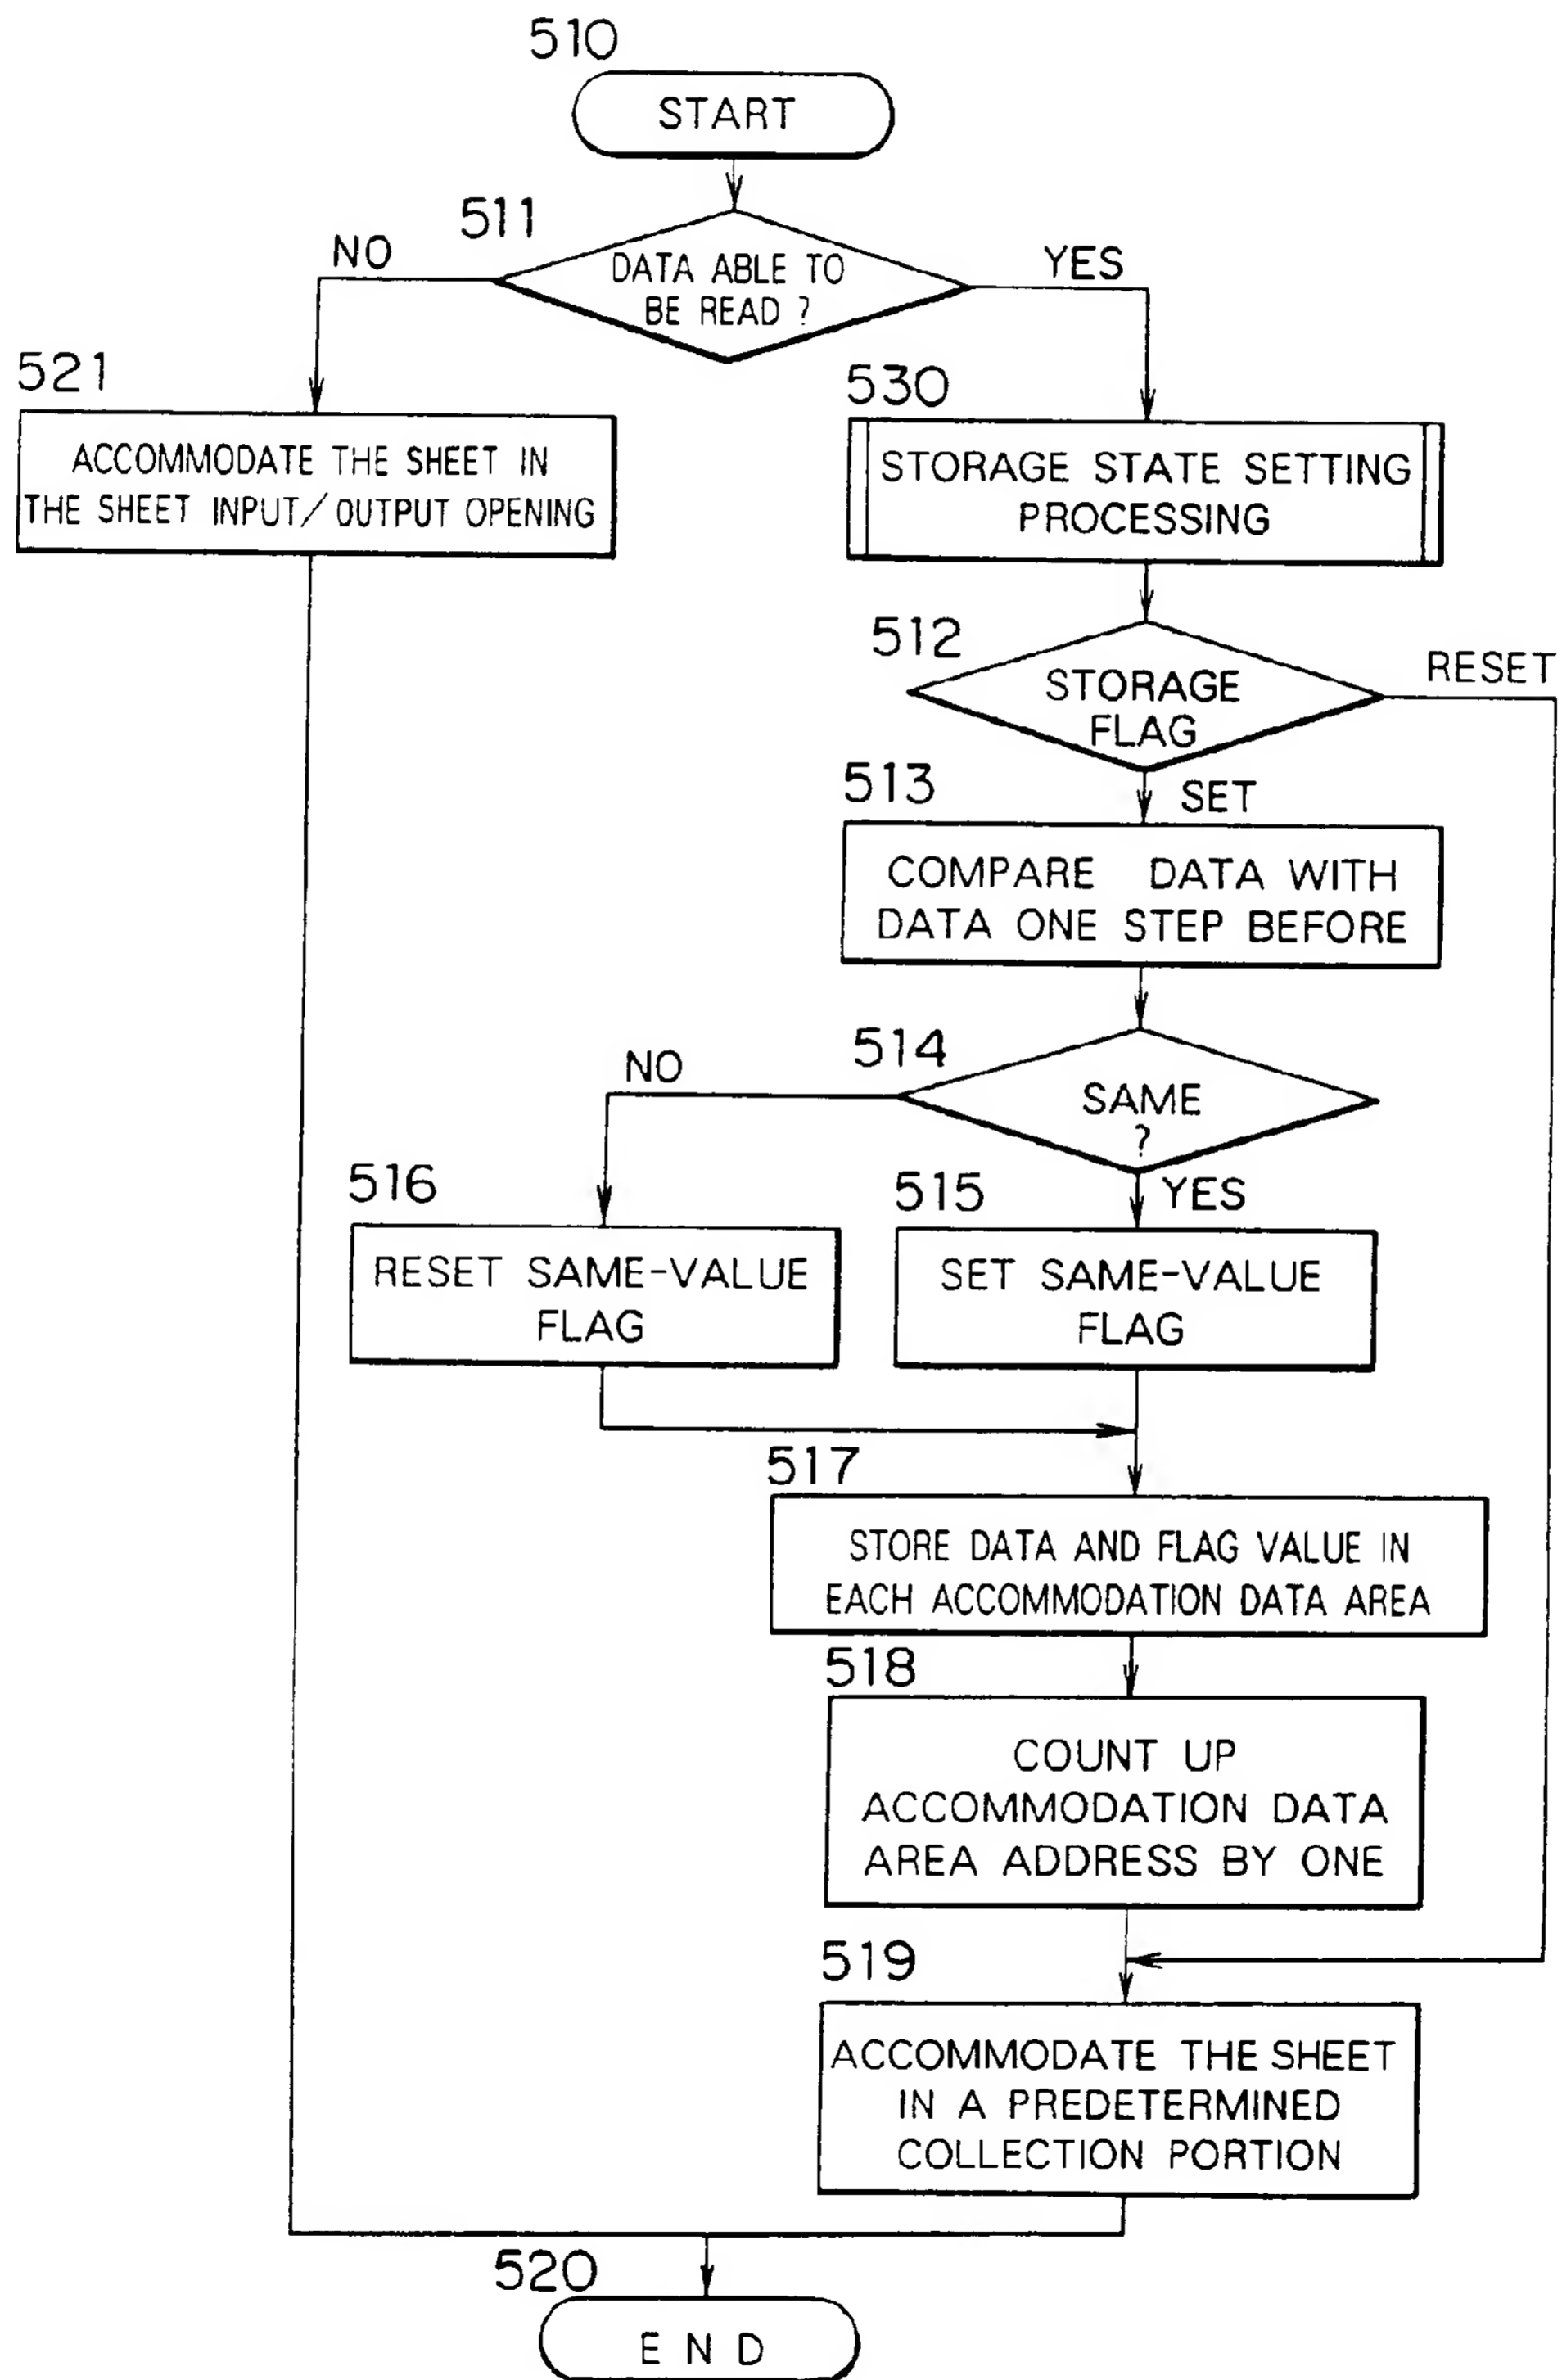 510
START
511
NO
DATA ABLE TO
BE READ ?
YES
521
ACCOMMODATE THE SHEET IN
THE SHEET INPUT/OUTPUT OPENING
530
STORAGE STATE SETTING
PROCESSING
512
STORAGE
FLAG
RESET
SET
513
COMPARE DATA WITH
DATA ONE STEP BEFORE
514
NO
SAME
?
YES
516
RESET SAME-VALUE
FLAG
515
SET SAME-VALUE
FLAG
517
STORE DATA AND FLAG VALUE IN
EACH ACCOMMODATION DATA AREA
518
COUNT UP
ACCOMMODATION DATA
AREA ADDRESS BY ONE
519
ACCOMMODATE THE SHEET
IN A PREDETERMINED
COLLECTION PORTION
520
END